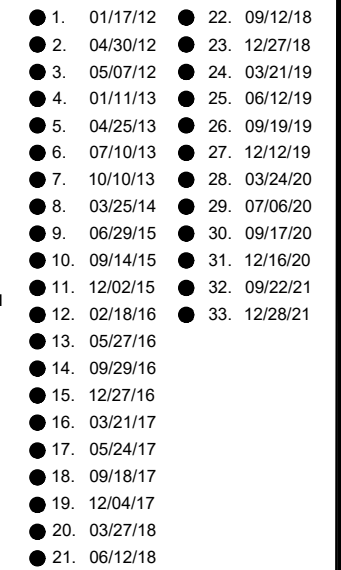 ● 1. 01/17/12
● 2. 04/30/12
● 3. 05/07/12
● 4. 01/11/13
● 5. 04/25/13
● 6. 07/10/13
● 7. 10/10/13
● 8. 03/25/14
● 9. 06/29/15
● 10. 09/14/15
● 11. 12/02/15
● 12. 02/18/16
● 13. 05/27/16
● 14. 09/29/16
● 15. 12/27/16
● 16. 03/21/17
● 17. 05/24/17
● 18. 09/18/17
● 19. 12/04/17
● 20. 03/27/18
● 21. 06/12/18
● 22. 09/12/18
● 23. 12/27/18
● 24. 03/21/19
● 25. 06/12/19
● 26. 09/19/19
● 27. 12/12/19
● 28. 03/24/20
● 29. 07/06/20
● 30. 09/17/20
● 31. 12/16/20
● 32. 09/22/21
● 33. 12/28/21